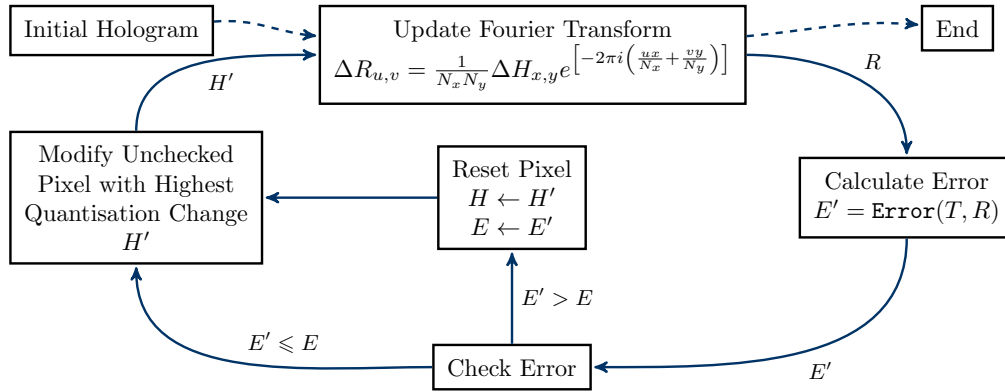 Initial Hologram
Update Fourier Transform
End
ΔR_{u,v} = \frac{1}{N_x N_y} ΔH_{x,y} e^{[-2πi(\frac{ux}{N_x} + \frac{vy}{N_y})]}
H′
R
Modify Unchecked
Pixel with Highest
Quantisation Change
H′
Reset Pixel
H ← H′
E ← E′
Calculate Error
E′ = Error(T, R)
E′ > E
E′ ⩽ E
Check Error
E′